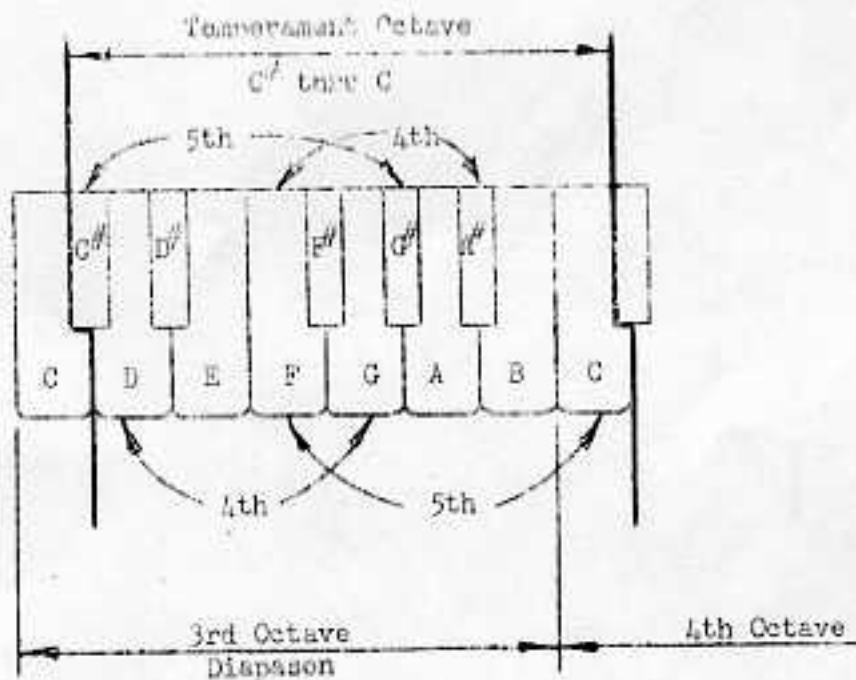 Temperament Octave
C# thru C
5th 4th
C# D# F# G# A#
C D E F G A B C
4th 5th
3rd Octave 4th Octave
Diapason